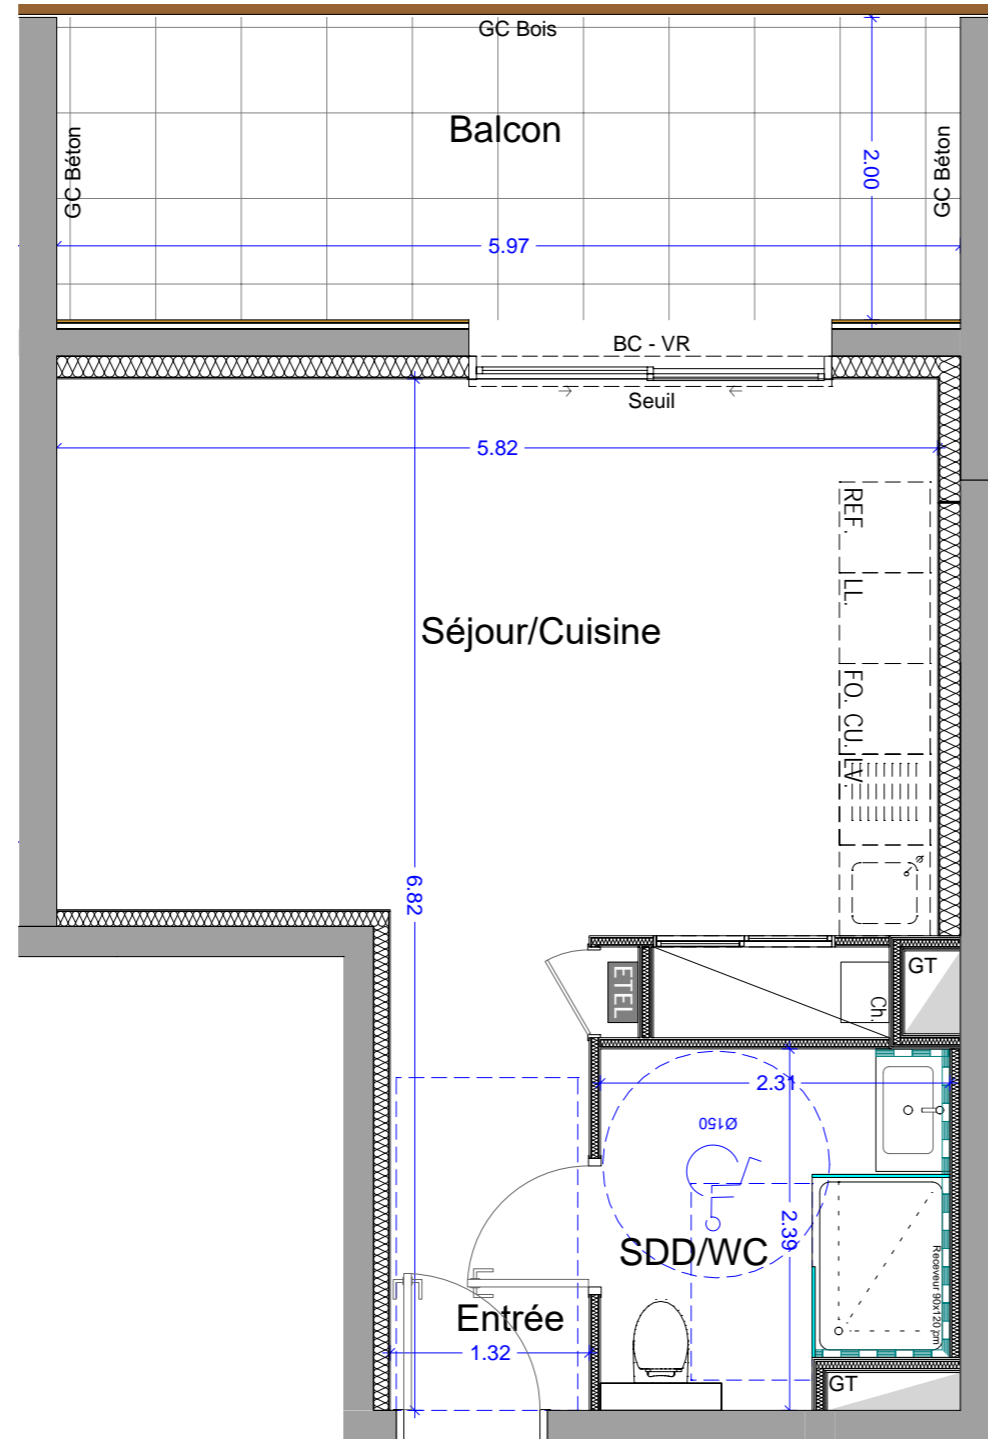 GC Bois
Balcon
GC Béton
GC Béton
2.00
5.97
BC - VR
Seuil
5.82
REF.
LL.
Séjour/Cuisine
FO. CU.
LV.
6.82
ETEL
Ch.
GT
2.31
Ø150
2.39
SDD/WC
Receveur 90x120 pm
Entrée
1.32
GT